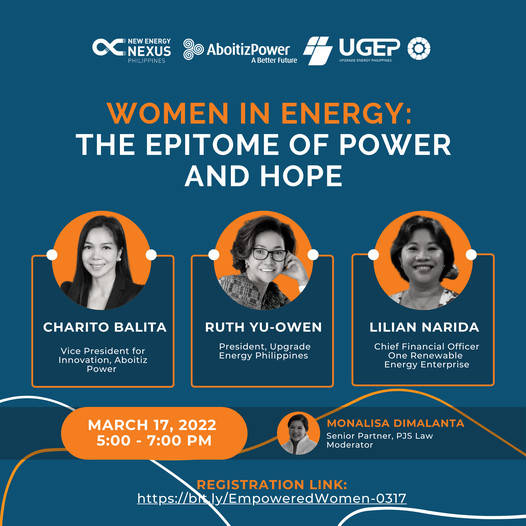 NEW ENERGY
NEXUS
PHILIPPINES
AboitizPower
A Better Future
UGEP
UPGRADE ENERGY PHILIPPINES
WOMEN IN ENERGY:
THE EPITOME OF POWER
AND HOPE
CHARITO BALITA
Vice President for
Innovation, Aboitiz
Power
RUTH YU-OWEN
President, Upgrade
Energy Philippines
LILIAN NARIDA
Chief Financial Officer
One Renewable
Energy Enterprise
MARCH 17, 2022
5:00 - 7:00 PM
MONALISA DIMALANTA
Senior Partner, PJS Law
Moderator
REGISTRATION LINK:
https://bit.ly/EmpoweredWomen-0317